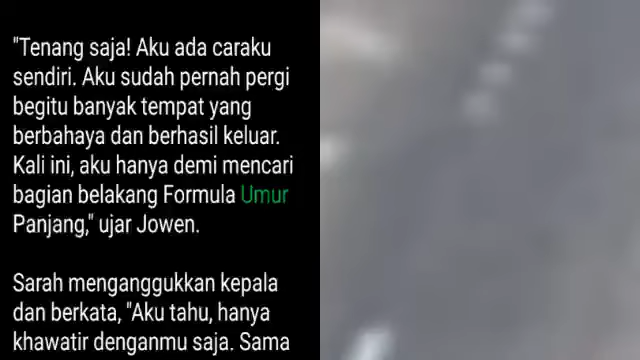 "Tenang saja! Aku ada caraku
sendiri. Aku sudah pernah pergi
begitu banyak tempat yang
berbahaya dan berhasil keluar.
Kali ini, aku hanya demi mencari
bagian belakang Formula Umur
Panjang," ujar Jowen.
Sarah menganggukkan kepala
dan berkata, "Aku tahu, hanya
khawatir denganmu saja. Sama